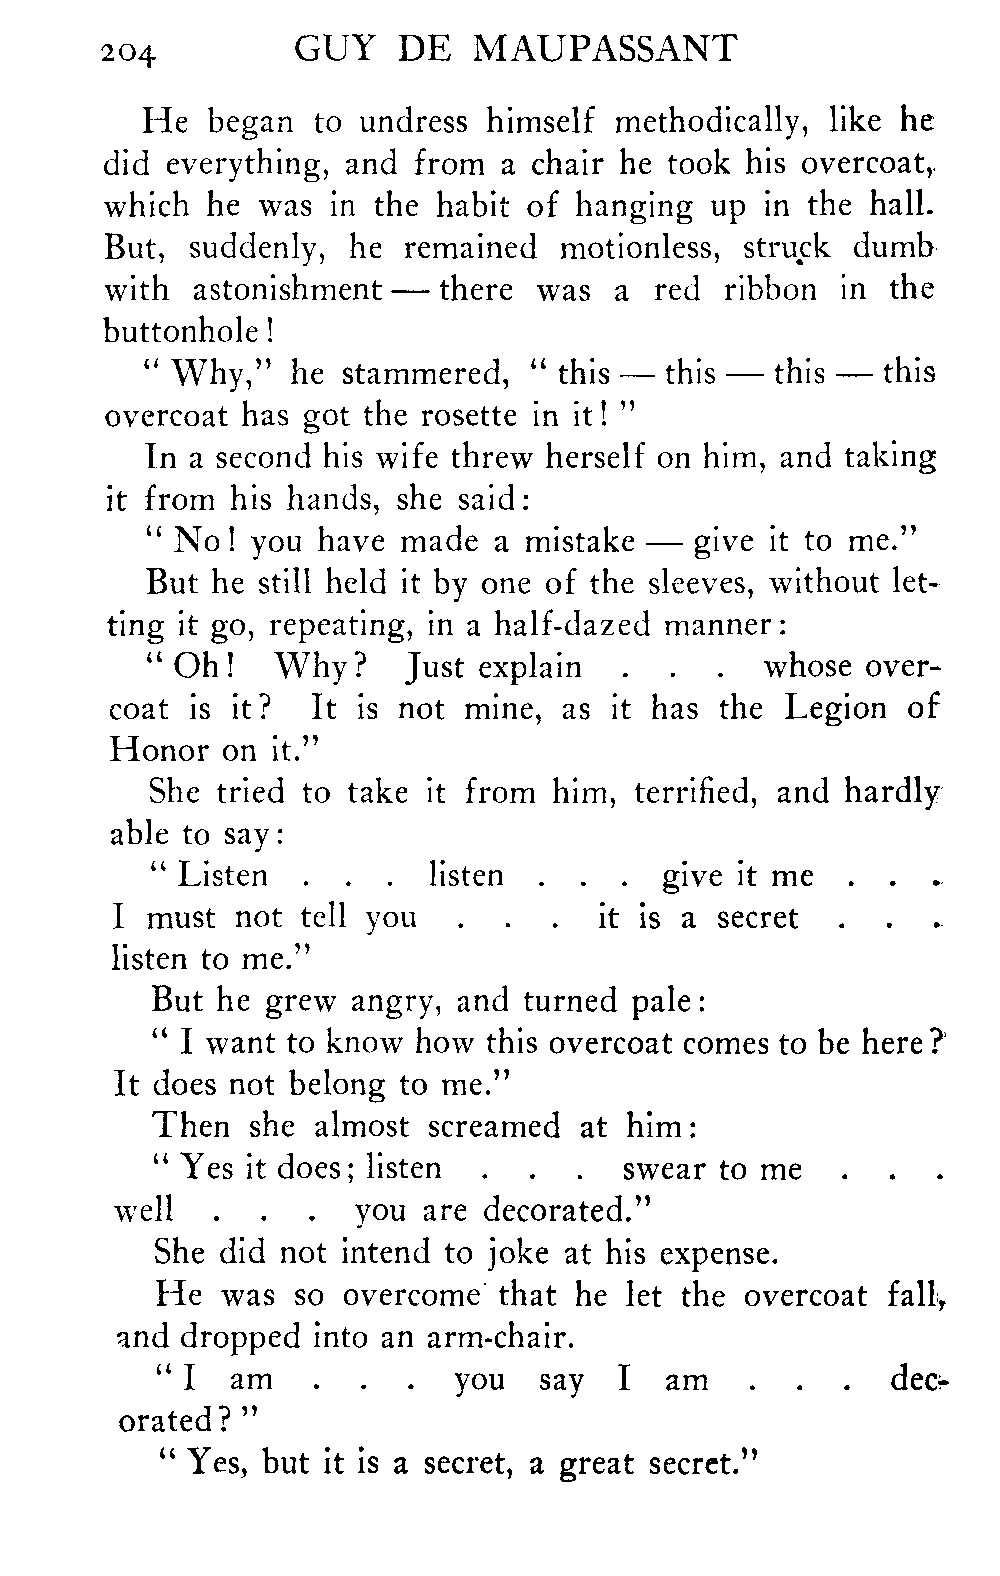 204 GUY DE MAUPASSANT
He began to undress himself methodically, like he
did everything, and from a chair he took his overcoat,
which he was in the habit of hanging up in the hall.
But, suddenly, he remained motionless, struck dumb
with astonishment — there was a red ribbon in the
buttonhole!
“ Why,” he stammered, “ this — this — this — this
overcoat has got the rosette in it! ”
In a second his wife threw herself on him, and taking
it from his hands, she said:
“ No! you have made a mistake — give it to me.”
But he still held it by one of the sleeves, without let-
ting it go, repeating, in a half-dazed manner:
“ Oh! Why? Just explain . . . whose over-
coat is it? It is not mine, as it has the Legion of
Honor on it.”
She tried to take it from him, terrified, and hardly
able to say:
“ Listen . . . listen . . . give it me . . .
I must not tell you . . . it is a secret . . .
listen to me.”
But he grew angry, and turned pale:
“ I want to know how this overcoat comes to be here?
It does not belong to me.”
Then she almost screamed at him:
“ Yes it does; listen . . . swear to me . . .
well . . . you are decorated.”
She did not intend to joke at his expense.
He was so overcome that he let the overcoat fall,
and dropped into an arm-chair.
“ I am . . . you say I am . . . dec-
orated? ”
“ Yes, but it is a secret, a great secret.”